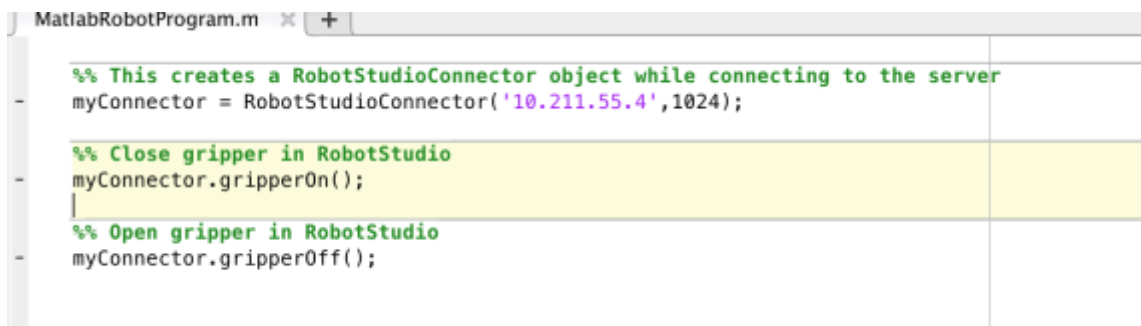 MatlabRobotProgram.m × +
%% This creates a RobotStudioConnector object while connecting to the server
myConnector = RobotStudioConnector('10.211.55.4',1024);
%% Close gripper in RobotStudio
myConnector.gripperOn();
%% Open gripper in RobotStudio
myConnector.gripperOff();